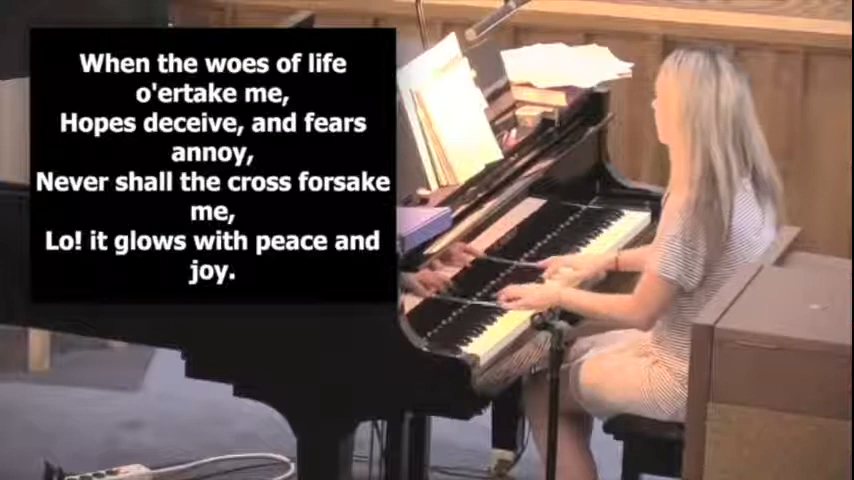 When the woes of life
o'ertake me,
Hopes deceive, and fears
annoy,
Never shall the cross forsake
me,
Lo! it glows with peace and
joy.